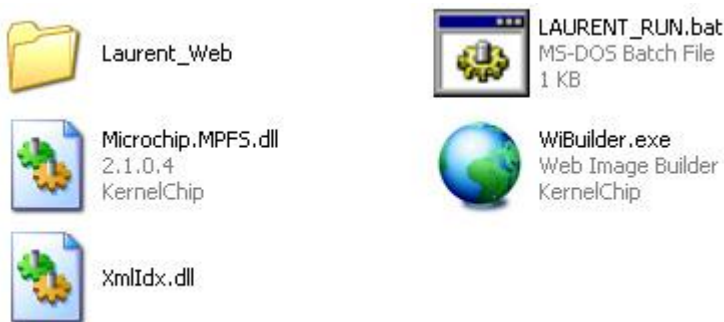 Laurent_Web
LAURENT_RUN.bat
MS-DOS Batch File
1 KB
Microchip.MPFS.dll
2.1.0.4
KernelChip
WiBuilder.exe
Web Image Builder
KernelChip
XmlIdx.dll